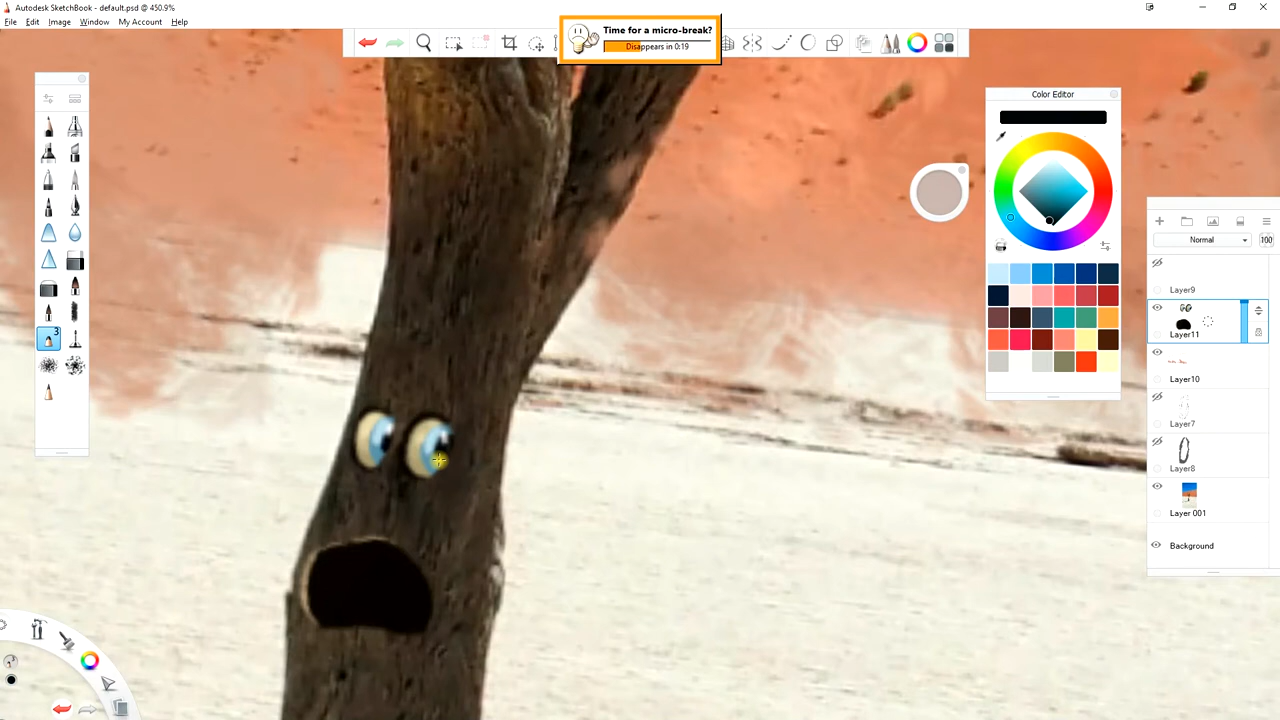 Autodesk SketchBook - default.psd @ 450.9%
File Edit Image Window My Account Help
Time for a micro-break?
Disappears in 0:19
Color Editor
3
Normal 100
Layer9
Layer11
Layer10
Layer7
Layer8
Layer 001
Background